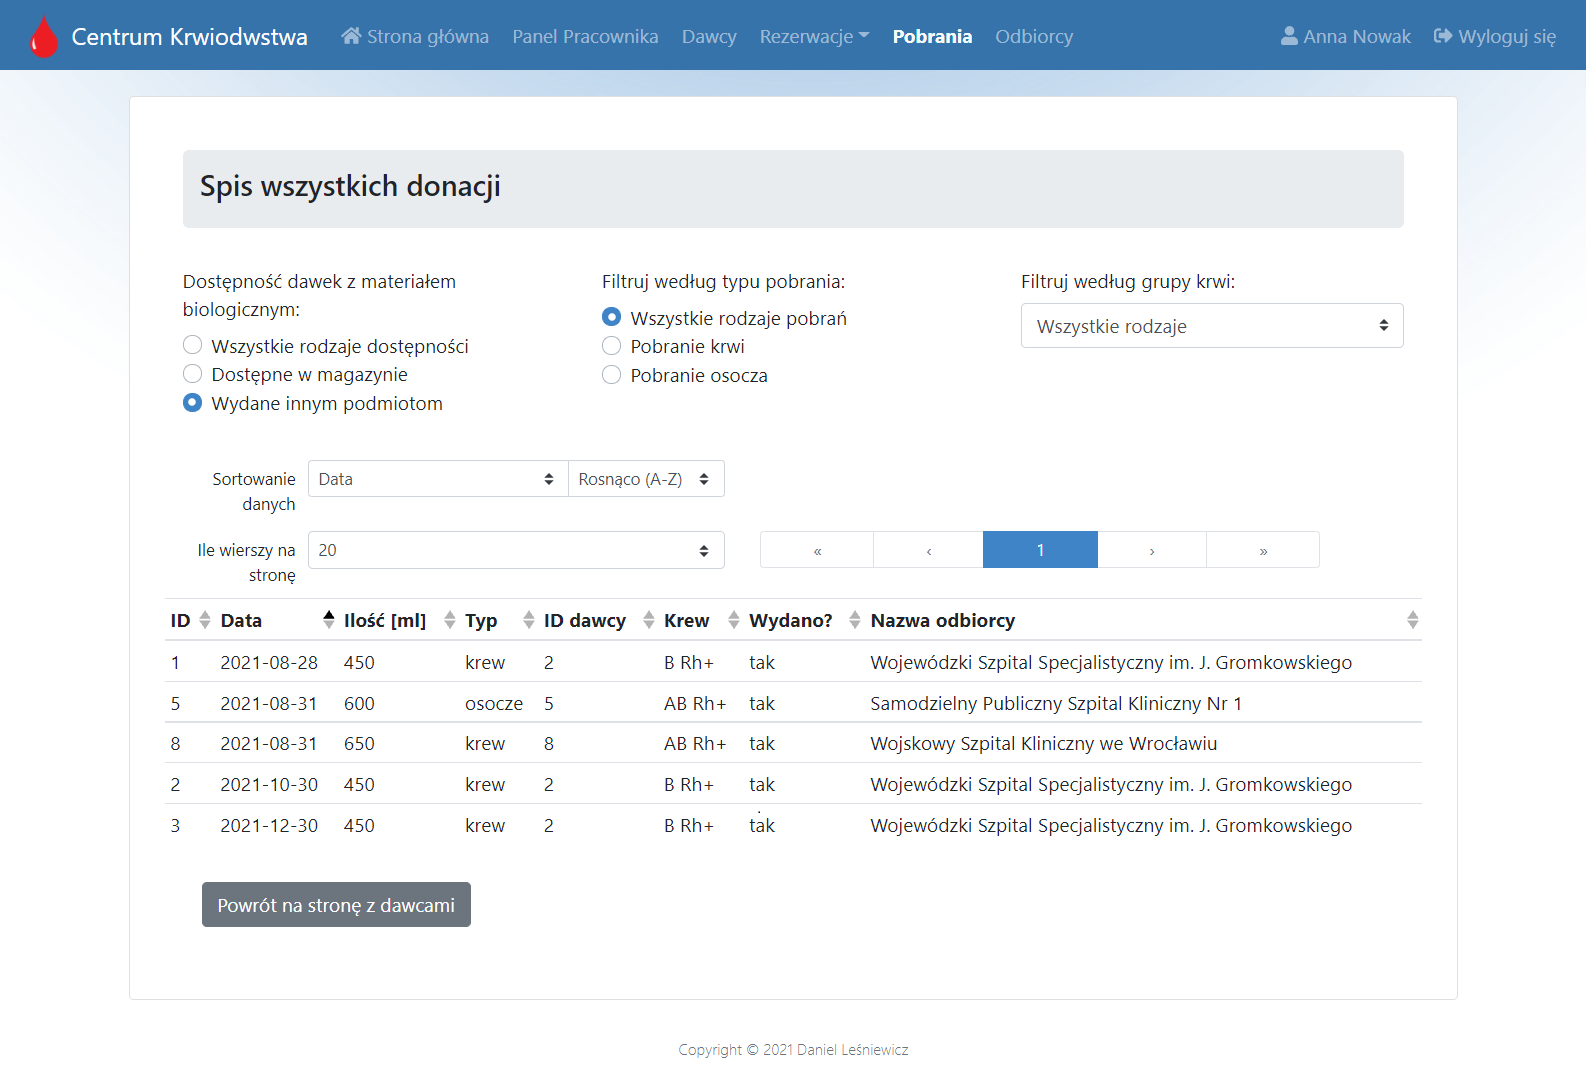 Centrum Krwiodwstwa Strona główna Panel Pracownika Dawcy Rezerwacje Pobrania Odbiorcy Anna Nowak Wyloguj się
Spis wszystkich donacji
Dostępność dawek z materiałem
biologicznym:
Wszystkie rodzaje dostępności
Dostępne w magazynie
Wydane innym podmiotom
Filtruj według typu pobrania:
Wszystkie rodzaje pobrań
Pobranie krwi
Pobranie osocza
Filtruj według grupy krwi:
Wszystkie rodzaje
Sortowanie
danych
Data Rosnąco (A-Z)
Ile wierszy na
stronę
20
« ‹ 1 › »
ID Data Ilość [ml] Typ ID dawcy Krew Wydano? Nazwa odbiorcy
1 2021-08-28 450 krew 2 B Rh+ tak Wojewódzki Szpital Specjalistyczny im. J. Gromkowskiego
5 2021-08-31 600 osocze 5 AB Rh+ tak Samodzielny Publiczny Szpital Kliniczny Nr 1
8 2021-08-31 650 krew 8 AB Rh+ tak Wojskowy Szpital Kliniczny we Wrocławiu
2 2021-10-30 450 krew 2 B Rh+ tak Wojewódzki Szpital Specjalistyczny im. J. Gromkowskiego
3 2021-12-30 450 krew 2 B Rh+ tak Wojewódzki Szpital Specjalistyczny im. J. Gromkowskiego
Powrót na stronę z dawcami
Copyright © 2021 Daniel Leśniewicz